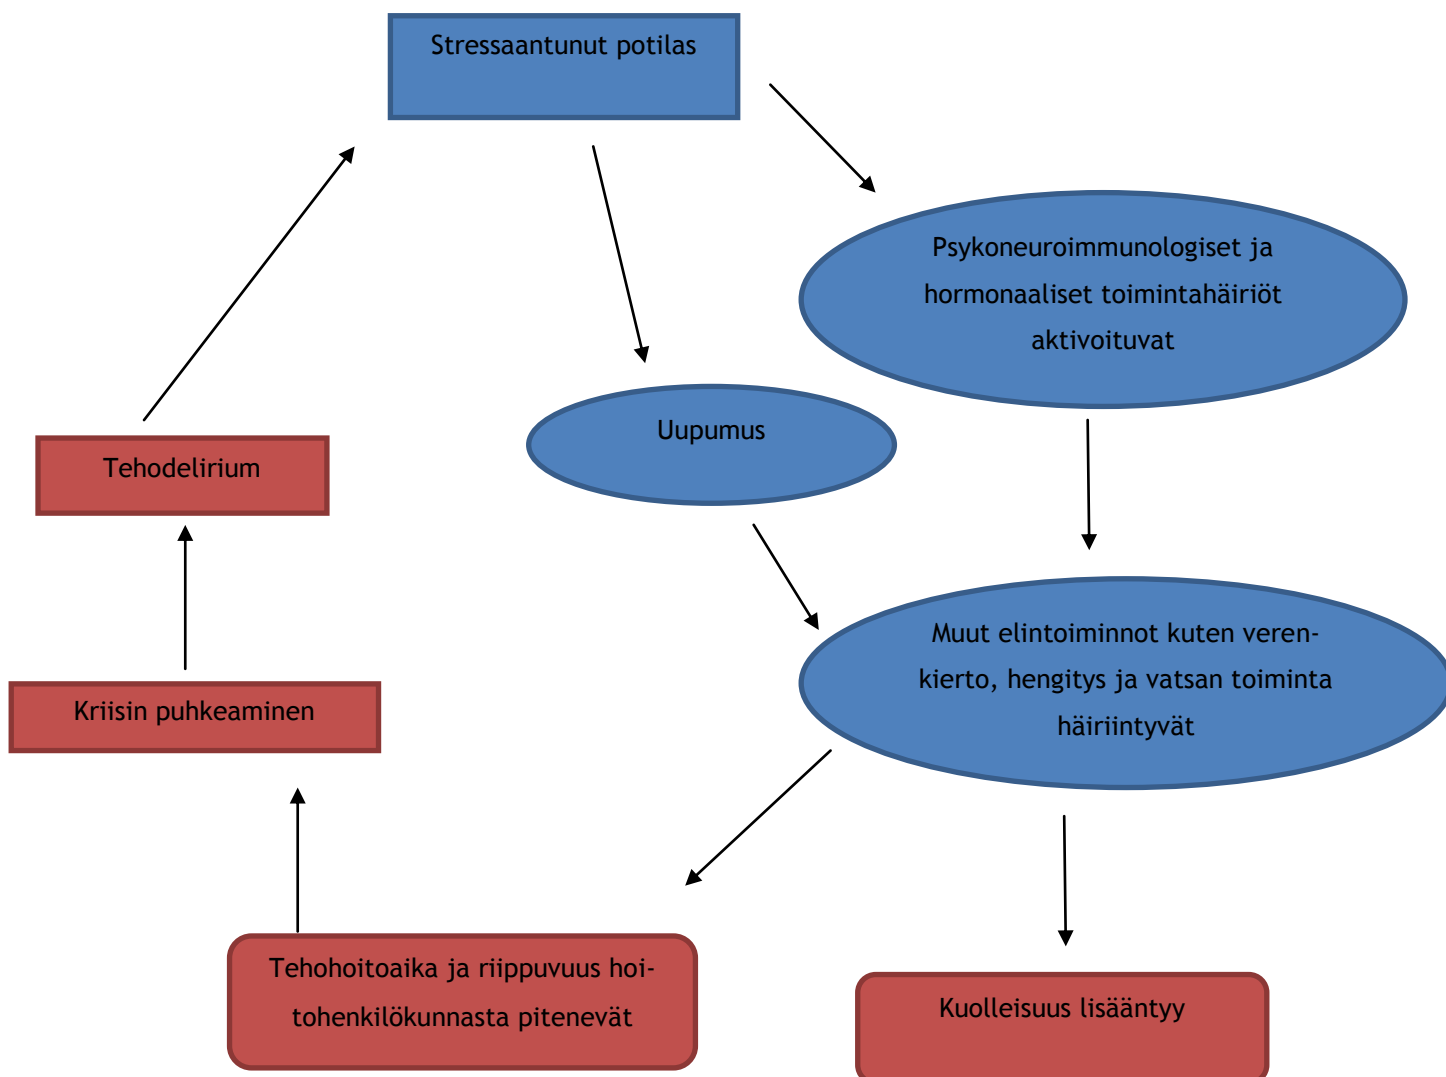 Stressaantunut potilas
Psykoneuroimmunologiset ja
hormonaaliset toimintahäiriöt
aktivoituvat
Uupumus
Tehodelirium
Muut elintoiminnot kuten veren-
kierto, hengitys ja vatsan toiminta
häiriintyvät
Kriisin puhkeaminen
Tehohoitoaika ja riippuvuus hoi-
tohenkilökunnasta pitenevät
Kuolleisuus lisääntyy